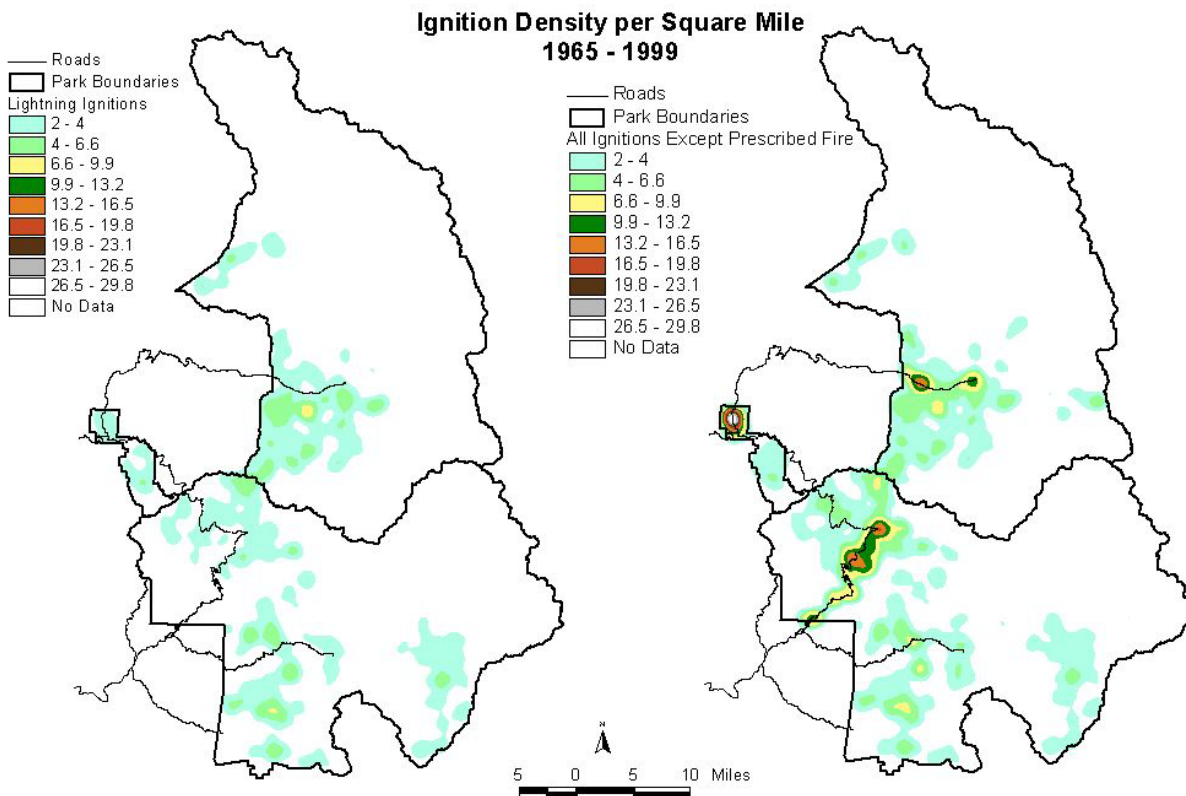 Ignition Density per Square Mile
1965 - 1999
Roads
Park Boundaries
Lightning Ignitions
2 - 4
4 - 6.6
6.6 - 9.9
9.9 - 13.2
13.2 - 16.5
16.5 - 19.8
19.8 - 23.1
23.1 - 26.5
26.5 - 29.8
No Data
Roads
Park Boundaries
All Ignitions Except Prescribed Fire
2 - 4
4 - 6.6
6.6 - 9.9
9.9 - 13.2
13.2 - 16.5
16.5 - 19.8
19.8 - 23.1
23.1 - 26.5
26.5 - 29.8
No Data
N
5 0 5 10 Miles